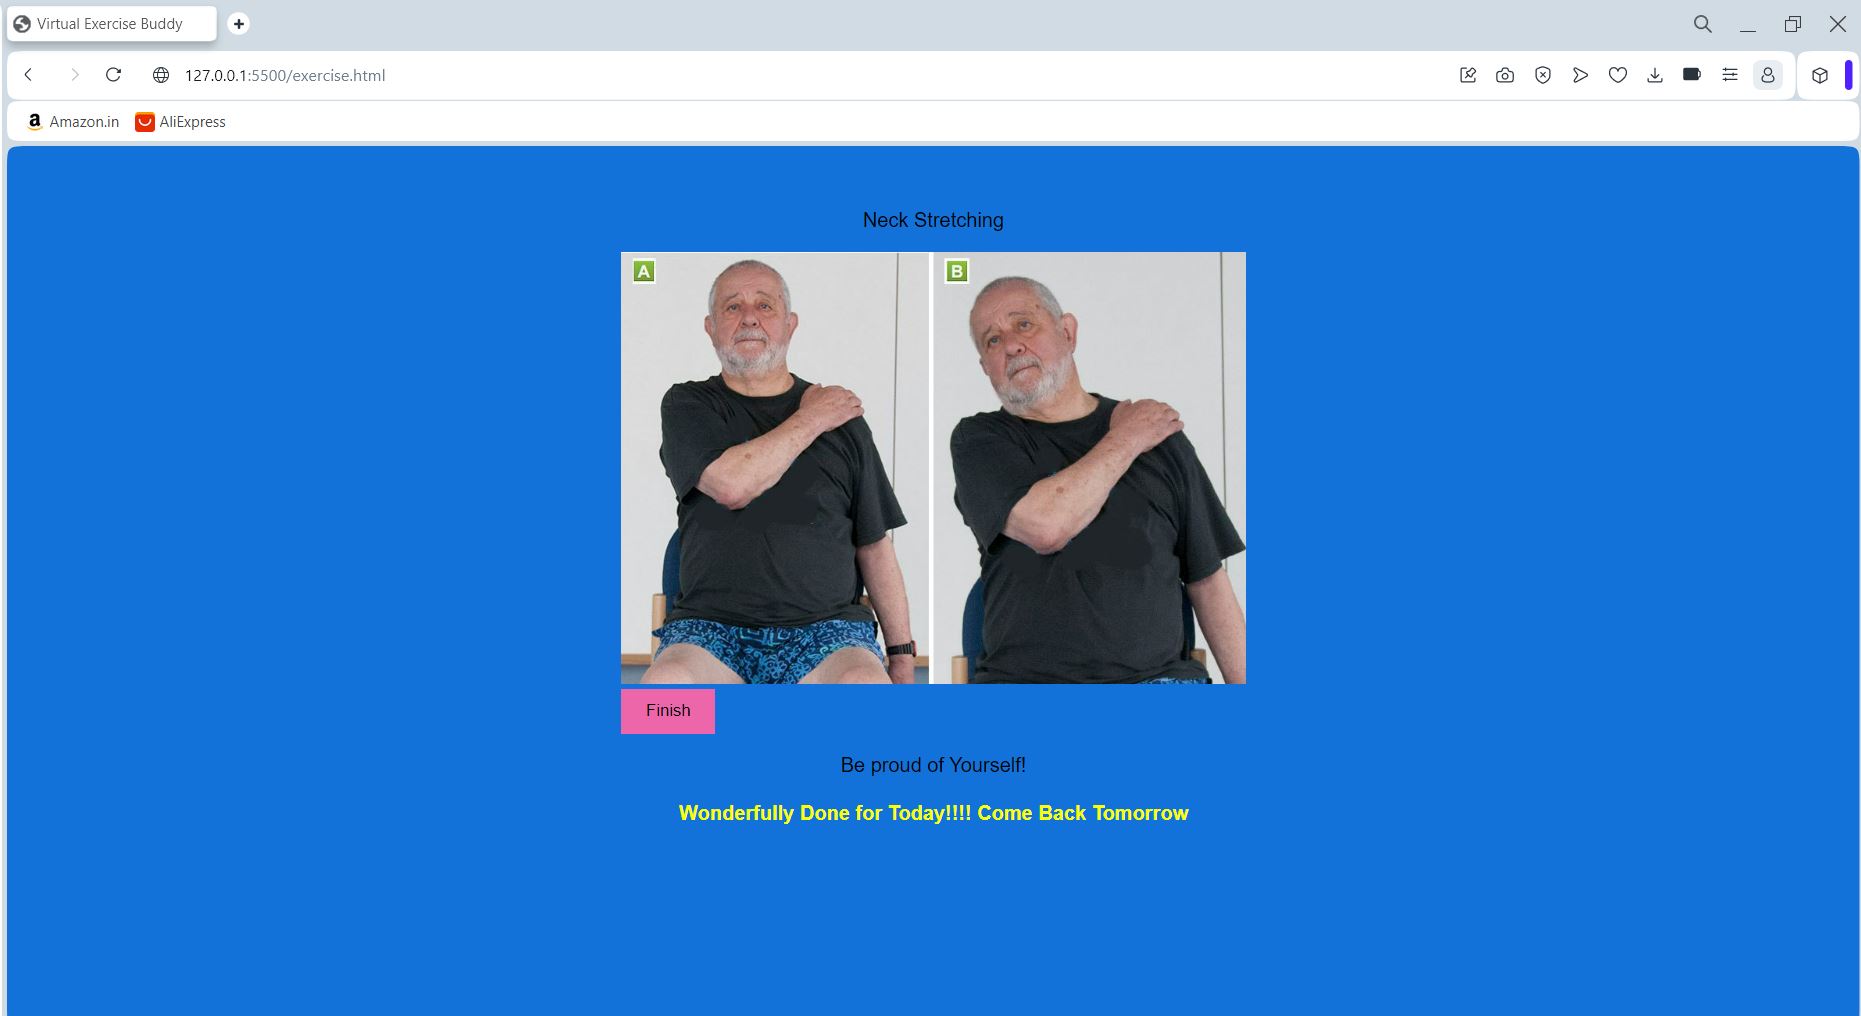 Virtual Exercise Buddy
127.0.0.1:5500/exercise.html
Amazon.in AliExpress
Neck Stretching
A B
Finish
Be proud of Yourself!
Wonderfully Done for Today!!!! Come Back Tomorrow